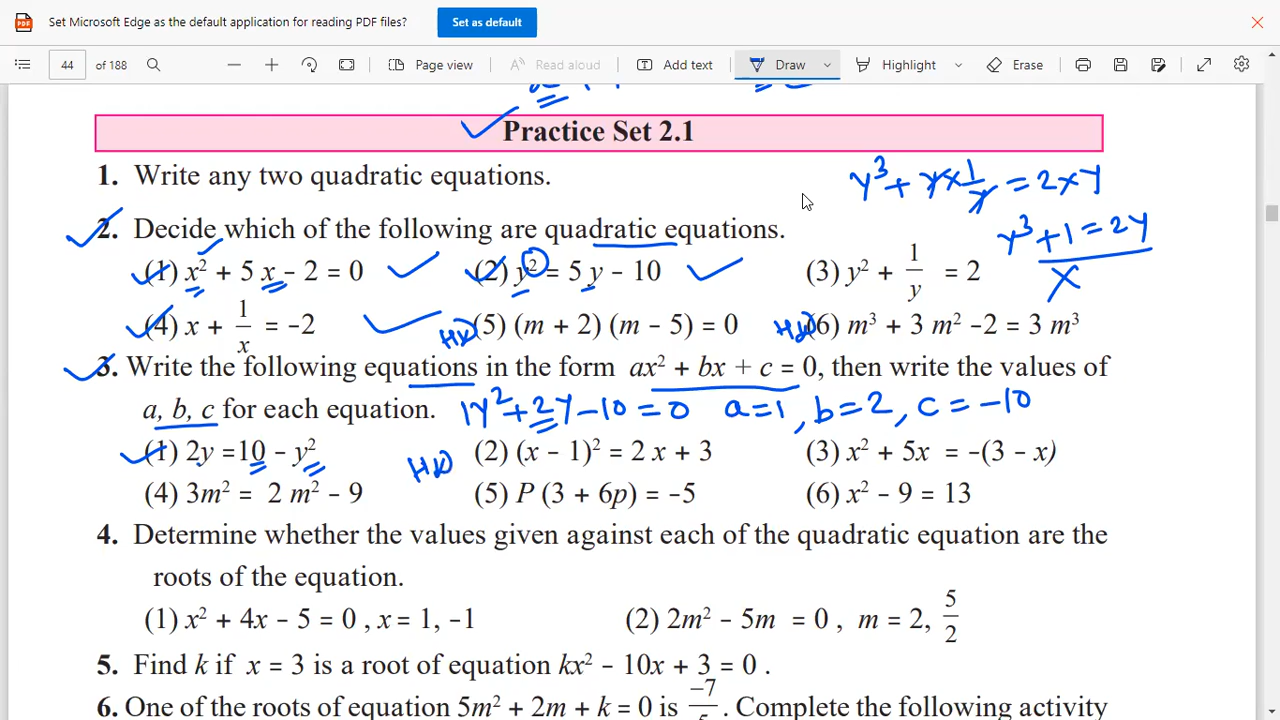 Set Microsoft Edge as the default application for reading PDF files? Set as default
44 of 188 Page view Read aloud Add text Draw Highlight Erase
Practice Set 2.1
1. Write any two quadratic equations.
y³ + y×1/y = 2×y
2. Decide which of the following are quadratic equations.
y³ + 1 = 2y
(1) x² + 5 x – 2 = 0 (2) y² = 5 y – 10 (3) y² + 1/y = 2
(4) x + 1/x = –2 HW (5) (m + 2) (m – 5) = 0 HW (6) m³ + 3 m² –2 = 3 m³
3. Write the following equations in the form ax² + bx + c = 0, then write the values of
a, b, c for each equation. 1y² + 2y – 10 = 0 a = 1, b = 2, c = –10
(1) 2y = 10 – y² HW (2) (x – 1)² = 2 x + 3 (3) x² + 5x = –(3 – x)
(4) 3m² = 2 m² – 9 (5) P (3 + 6p) = –5 (6) x² – 9 = 13
4. Determine whether the values given against each of the quadratic equation are the
roots of the equation.
(1) x² + 4x – 5 = 0 , x = 1, –1 (2) 2m² – 5m = 0 , m = 2, 5/2
5. Find k if x = 3 is a root of equation kx² – 10x + 3 = 0 .
6. One of the roots of equation 5m² + 2m + k = 0 is –7/5 . Complete the following activity